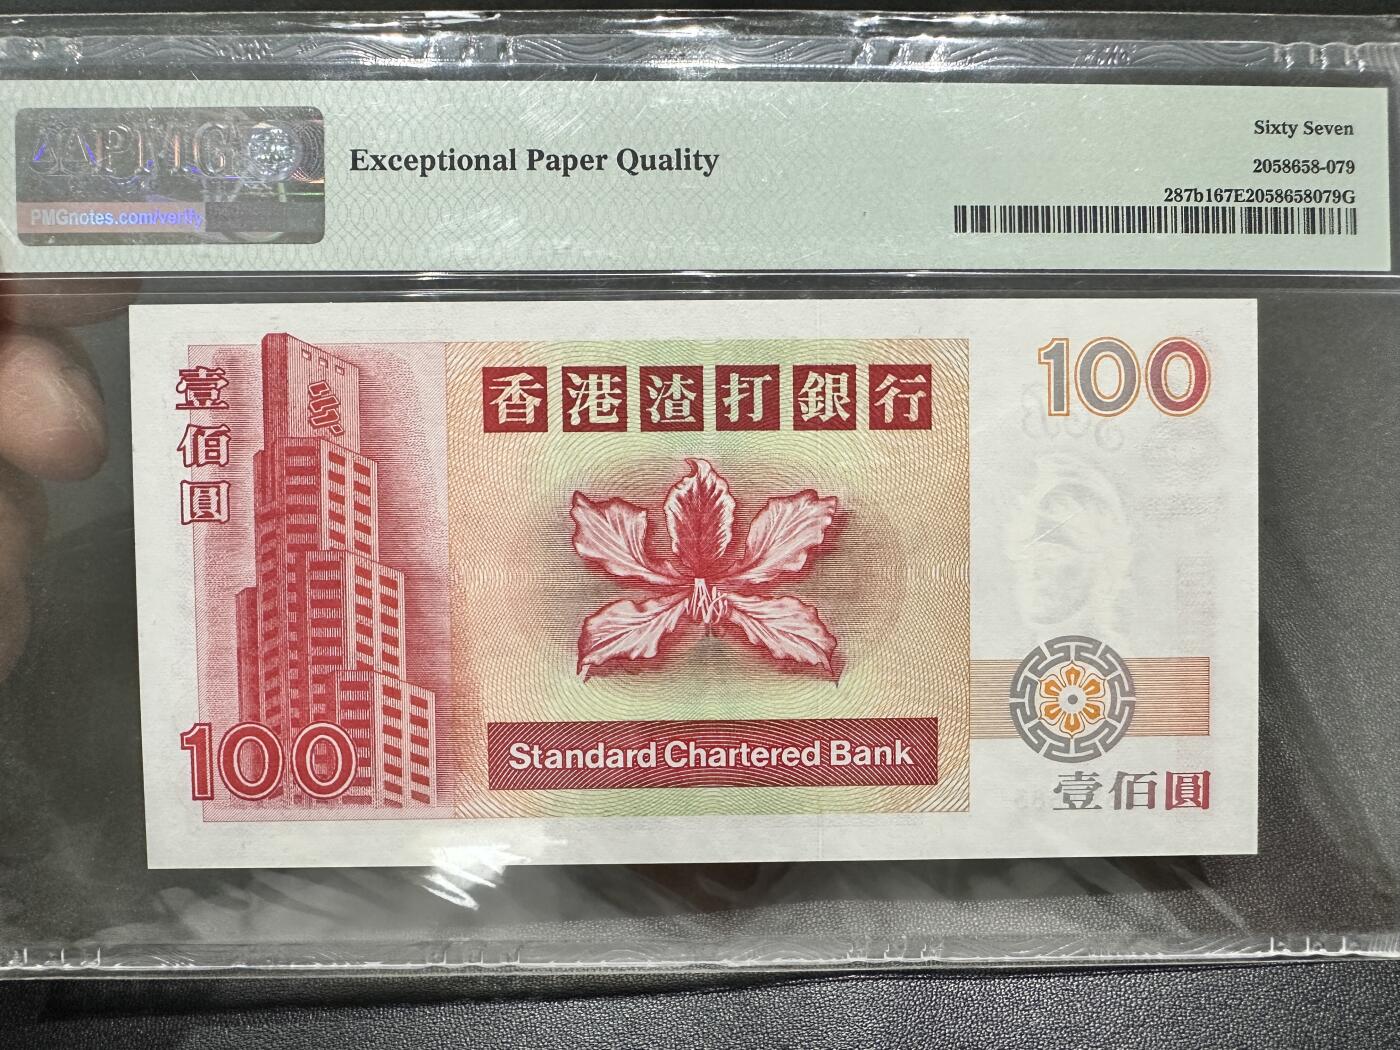 PMG
PMGnotes.com/verify
Exceptional Paper Quality
Sixty Seven
2058658-079
287b167E2058658079G
壹佰圓
香港渣打銀行
100
Standard Chartered Bank
100
壹佰圓